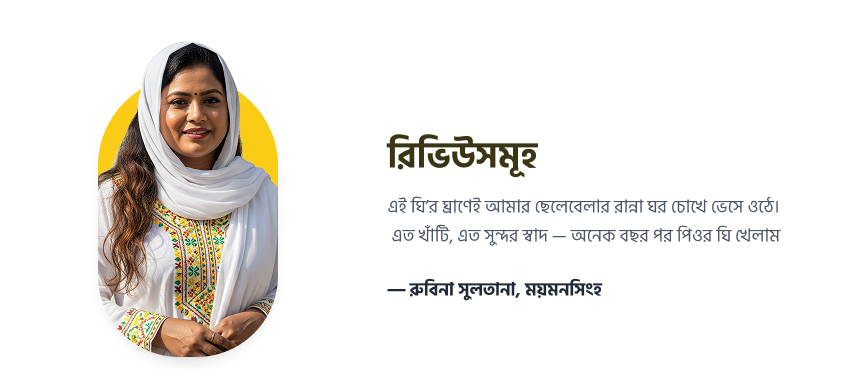 রিভিউসমূহ
এই ঘি’র ঘ্রাণেই আমার ছেলেবেলার রান্না ঘর চোখে ভেসে ওঠে।
এত খাঁটি, এত সুন্দর স্বাদ — অনেক বছর পর পিওর ঘি খেলাম
— রুবিনা সুলতানা, ময়মনসিংহ